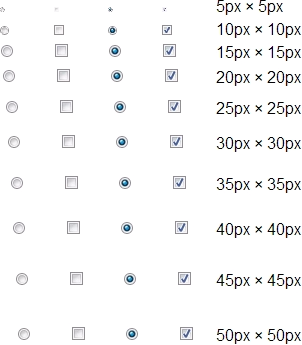 5px × 5px
10px × 10px
15px × 15px
20px × 20px
25px × 25px
30px × 30px
35px × 35px
40px × 40px
45px × 45px
50px × 50px